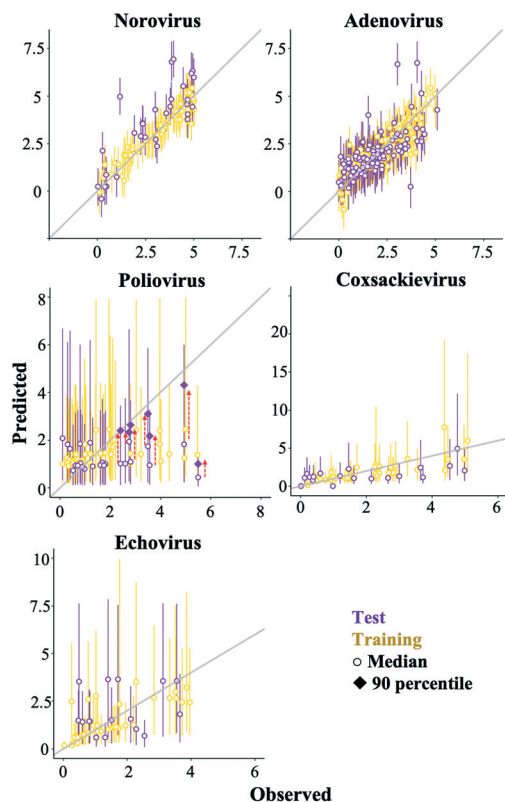 Norovirus
Adenovirus
7.5
5
2.5
0
0 2.5 5 7.5
7.5
5
2.5
0
0 2.5 5 7.5
Poliovirus
Coxsackievirus
Predicted
8
6
4
2
0
0 2 4 6 8
25
20
15
10
5
0
0 2 4 6
Echovirus
10
7.5
5
2.5
0
0 2 4 6
Test
Training
Median
90 percentile
Observed